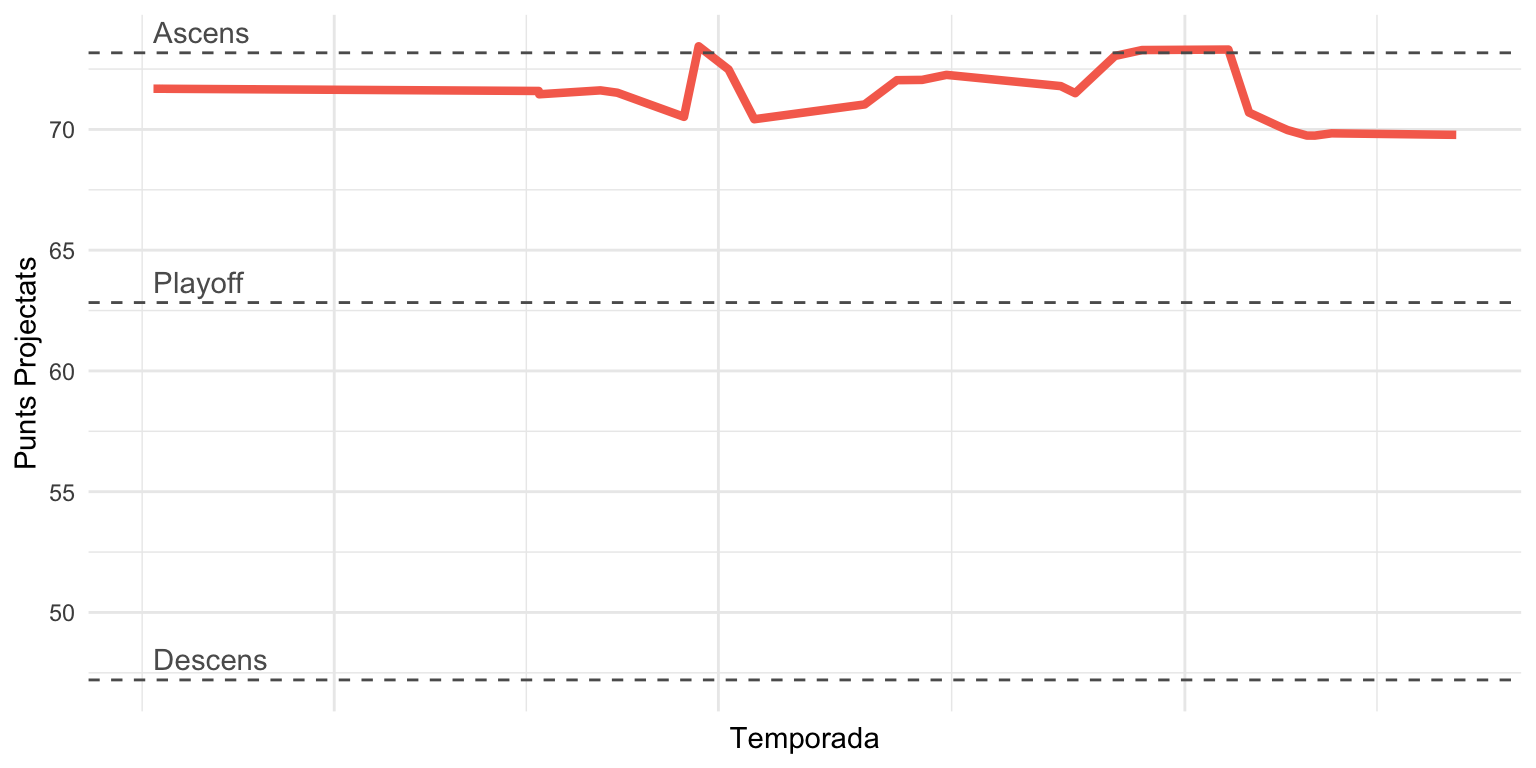 Ascens
70
65
Playoff
60
55
50
Descens
Punts Projectats
Temporada